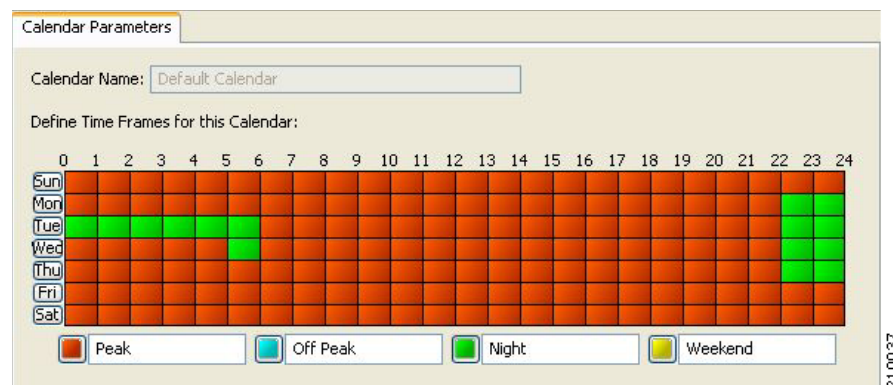 Calendar Parameters
Calendar Name: Default Calendar
Define Time Frames for this Calendar:
0 1 2 3 4 5 6 7 8 9 10 11 12 13 14 15 16 17 18 19 20 21 22 23 24
Sun
Mon
Tue
Wed
Thu
Fri
Sat
Peak Off Peak Night Weekend